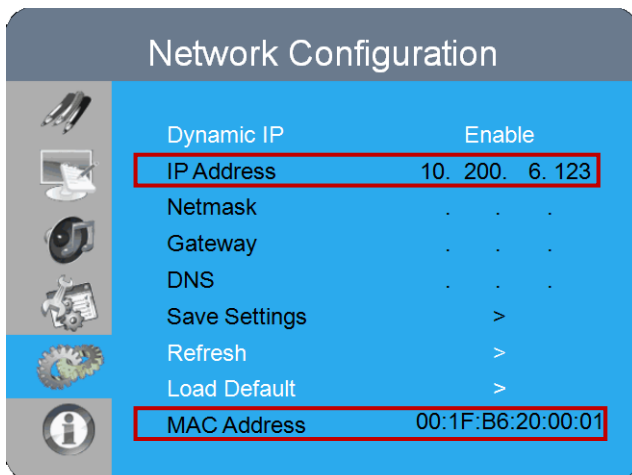 Network Configuration
Dynamic IP Enable
IP Address 10. 200. 6. 123
Netmask . . .
Gateway . . .
DNS . . .
Save Settings >
Refresh >
Load Default >
MAC Address 00:1F:B6:20:00:01